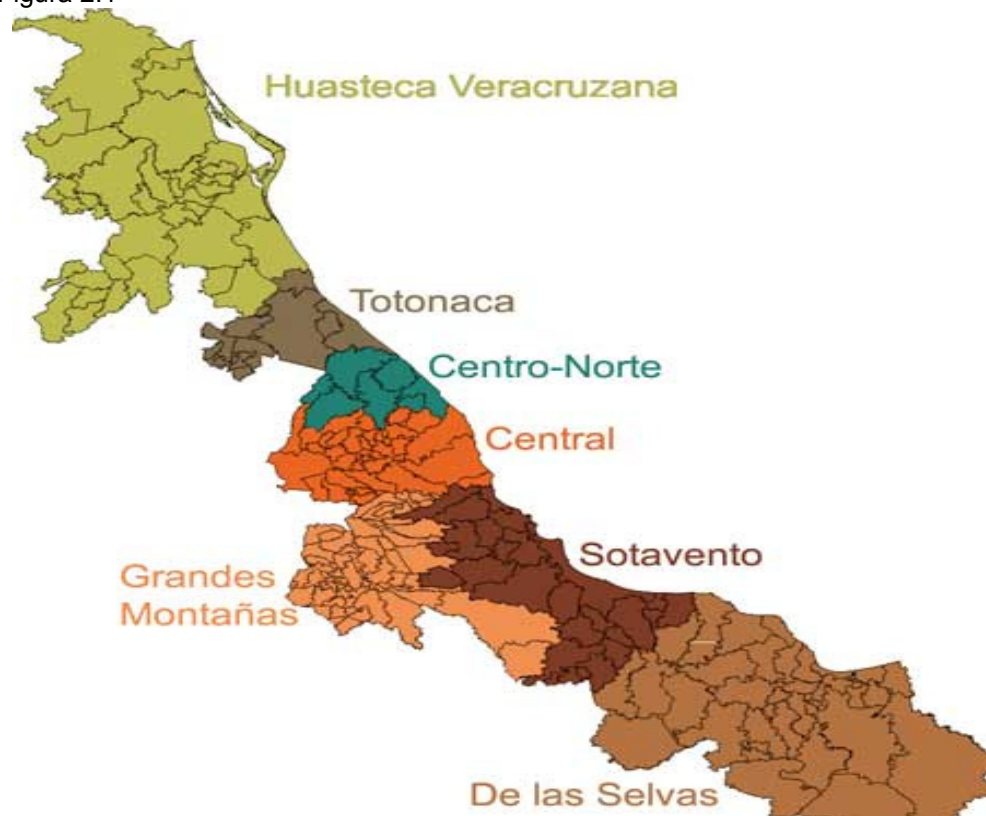 Huasteca Veracruzana
Totonaca
Centro-Norte
Central
Sotavento
Grandes
Montañas
De las Selvas